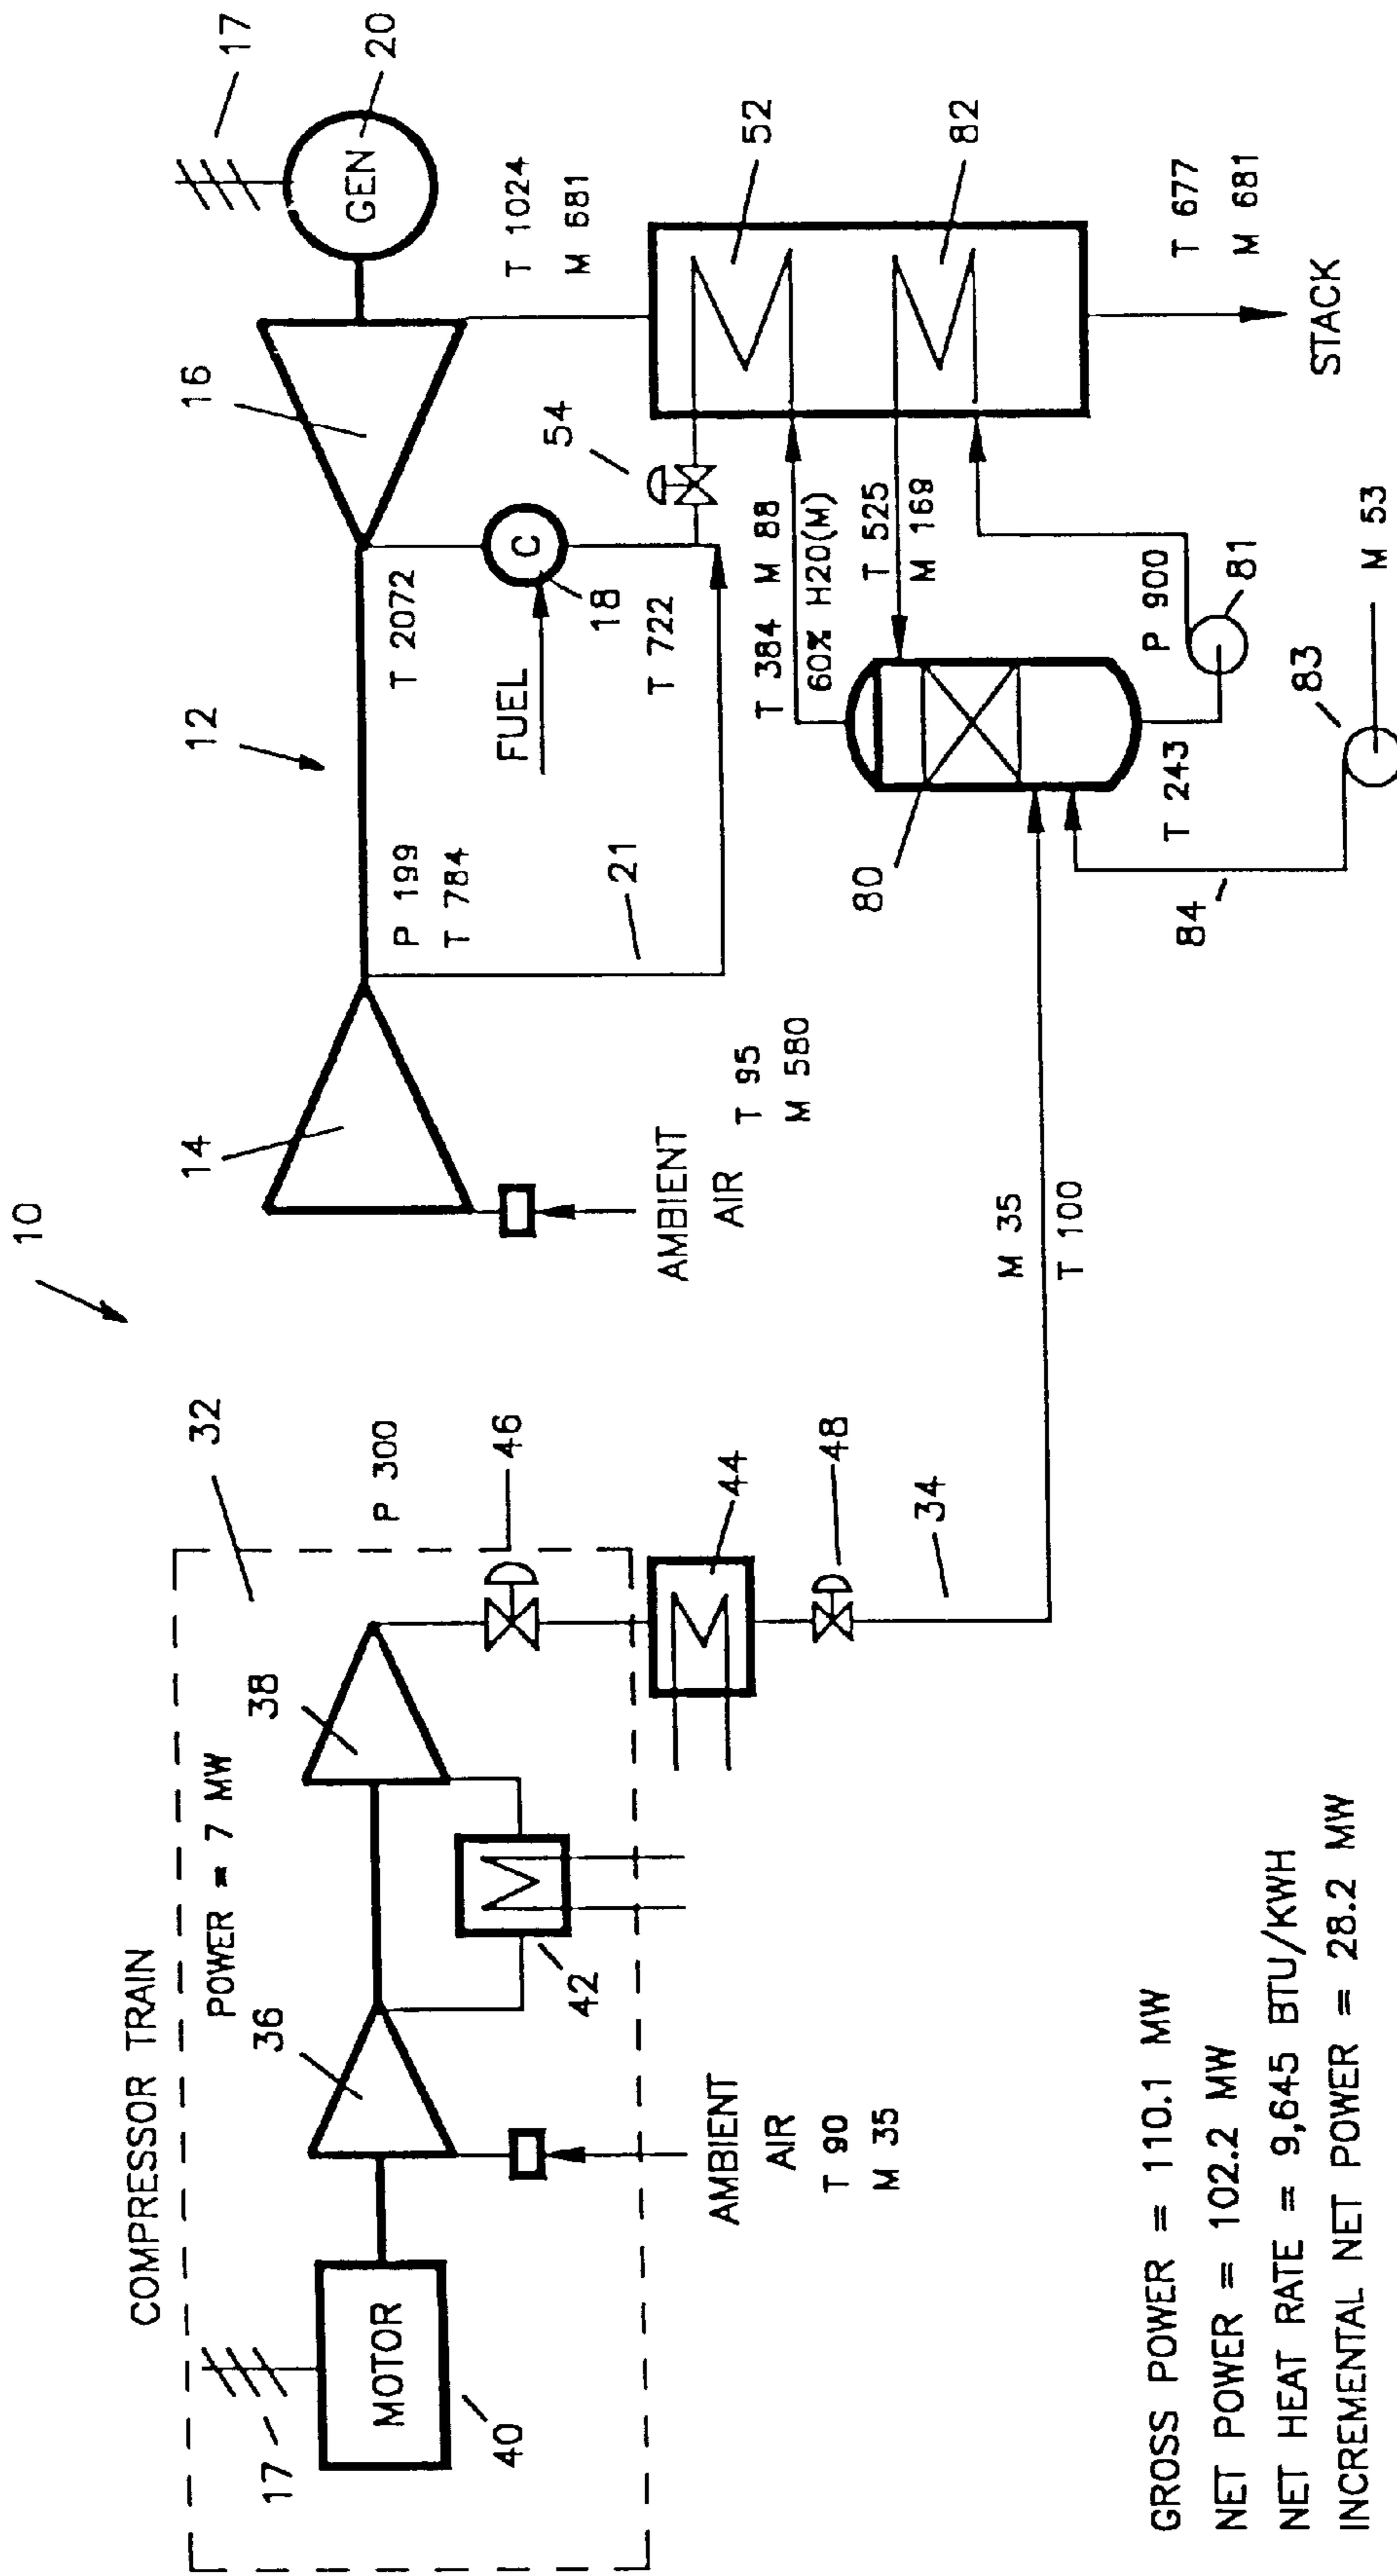 10
COMPRESSOR TRAIN
32
POWER = 7 MW
17
MOTOR
40
36
38
42
P 300
46
44
48
34
AMBIENT
AIR
T 90
M 35
M 35
T 100
12
14
AMBIENT
AIR
T 95
M 580
P 199
T 784
21
16
T 2072
FUEL
C
18
T 722
54
17
GEN
20
T 1024
M 681
52
82
T 384 M 88
60% H20(M)
T 525
M 169
80
P 900
81
T 243
84
83
M 53
T 677
M 681
STACK
GROSS POWER = 110.1 MW
NET POWER = 102.2 MW
NET HEAT RATE = 9,645 BTU/KWH
INCREMENTAL NET POWER = 28.2 MW